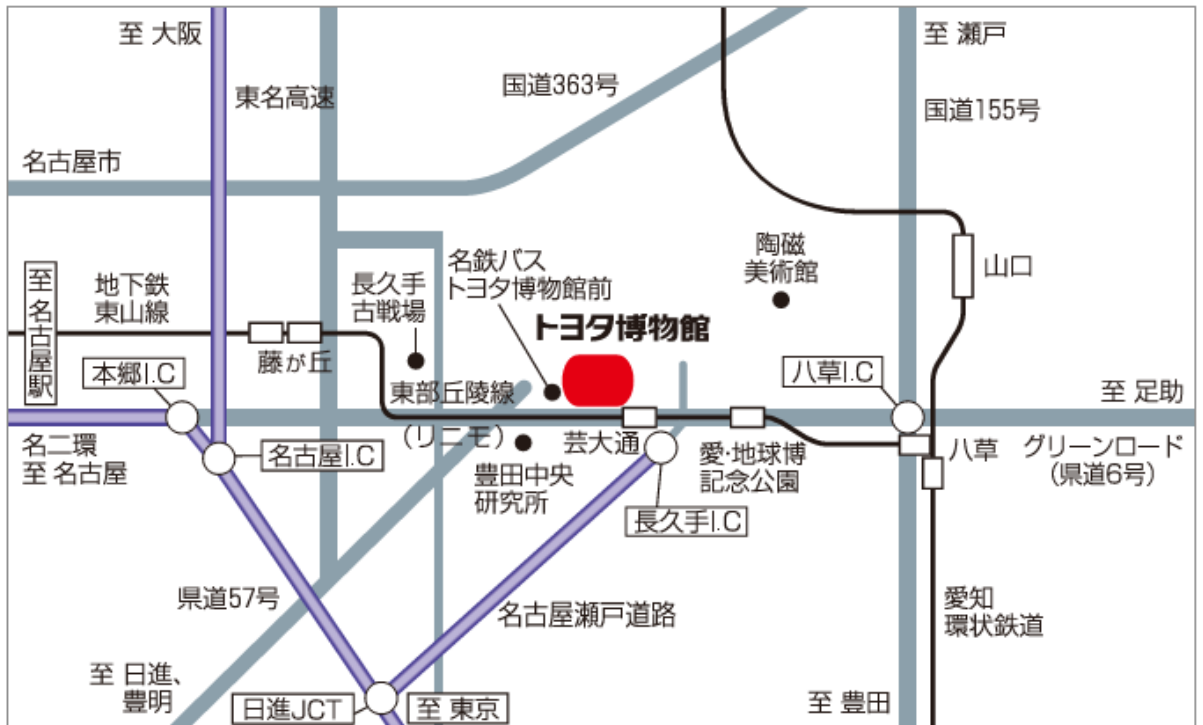 至 大阪
東名高速
国道363号
至 瀬戸
国道155号
名古屋市
至 名古屋駅
地下鉄
東山線
藤が丘
長久手
古戦場
名鉄バス
トヨタ博物館前
トヨタ博物館
陶磁
美術館
山口
本郷I.C
東部丘陵線
(リニモ)
八草I.C
至 足助
名二環
至 名古屋
名古屋I.C
豊田中央
研究所
芸大通
愛・地球博
記念公園
八草
グリーンロード
(県道6号)
長久手I.C
県道57号
名古屋瀬戸道路
愛知
環状鉄道
至 日進、
豊明
日進JCT
至 東京
至 豊田